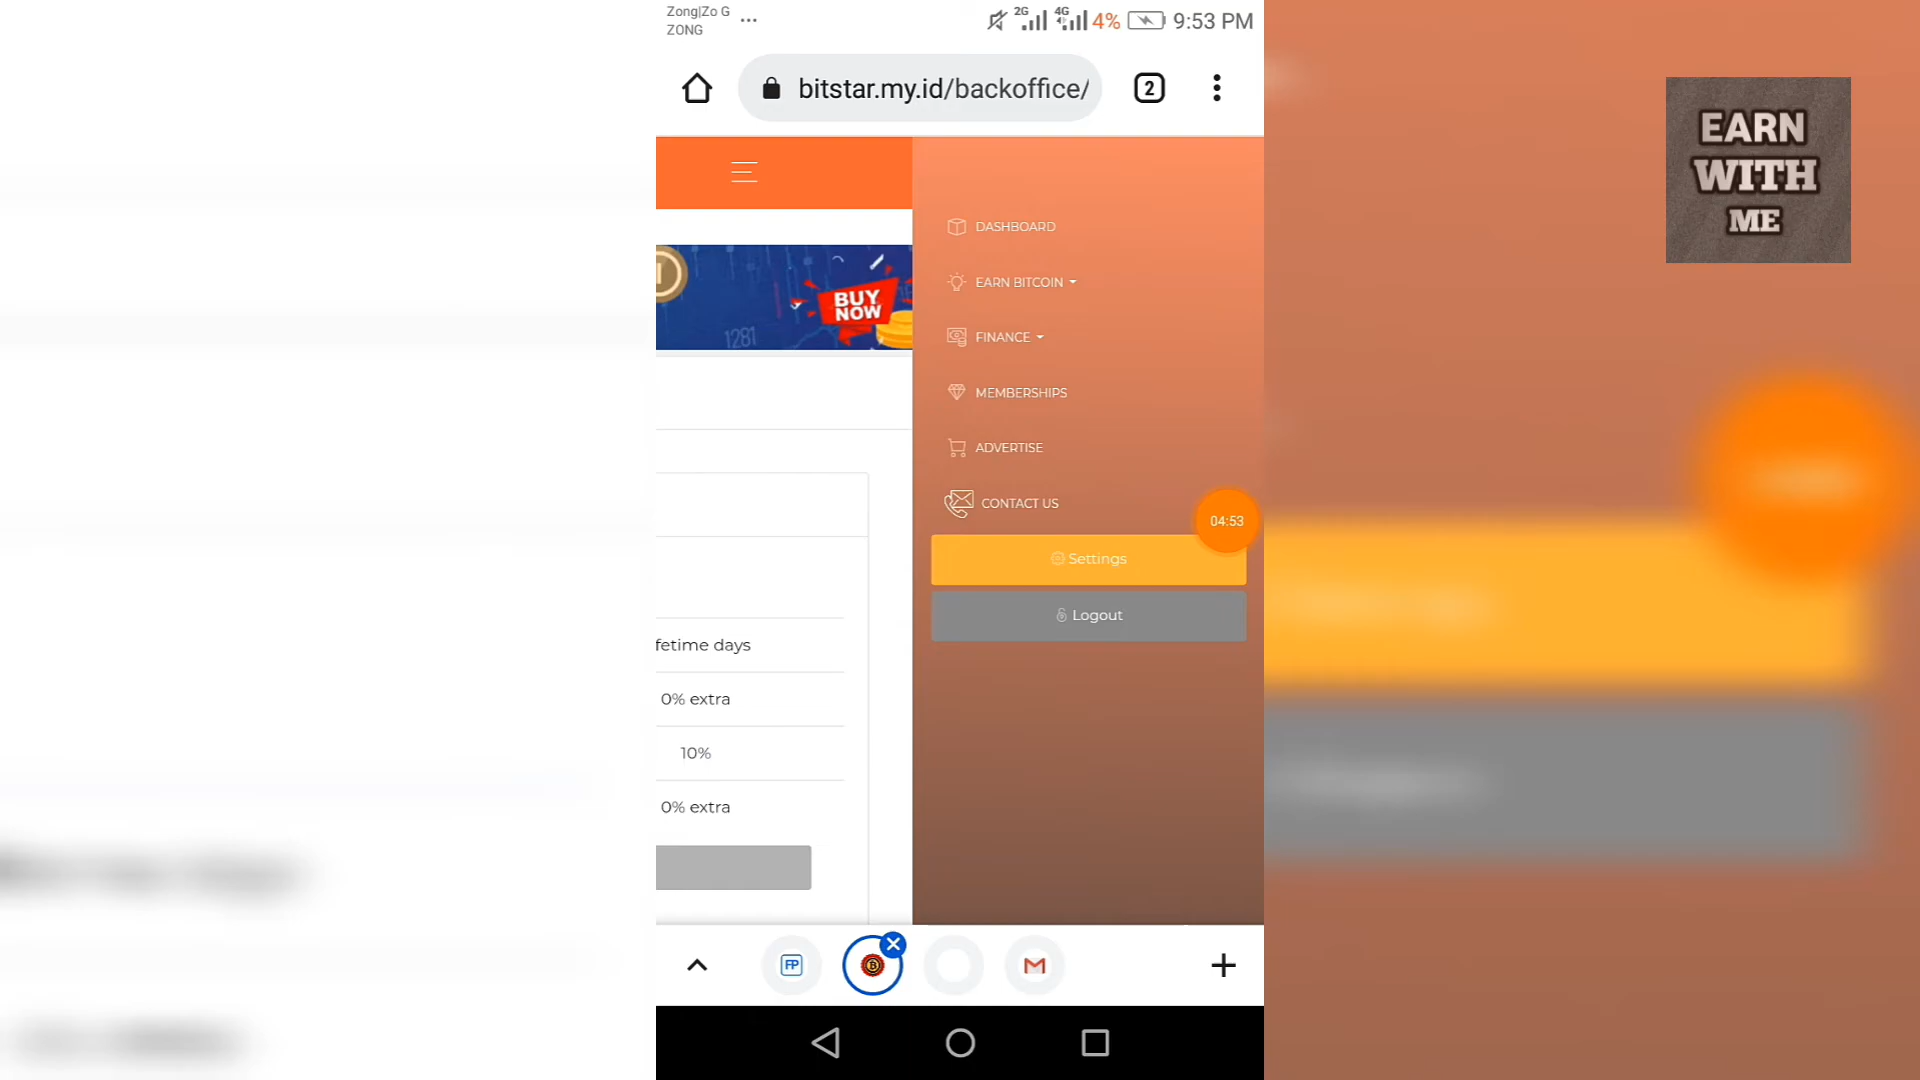 Zong|Zo G
ZONG
2G
4G
4%
9:53 PM
bitstar.my.id/backoffice/
2
EARN
WITH
ME
DASHBOARD
EARN BITCOIN
FINANCE
BUY
NOW
1281
MEMBERSHIPS
ADVERTISE
CONTACT US
04:53
Settings
Logout
fetime days
0% extra
10%
0% extra
FP